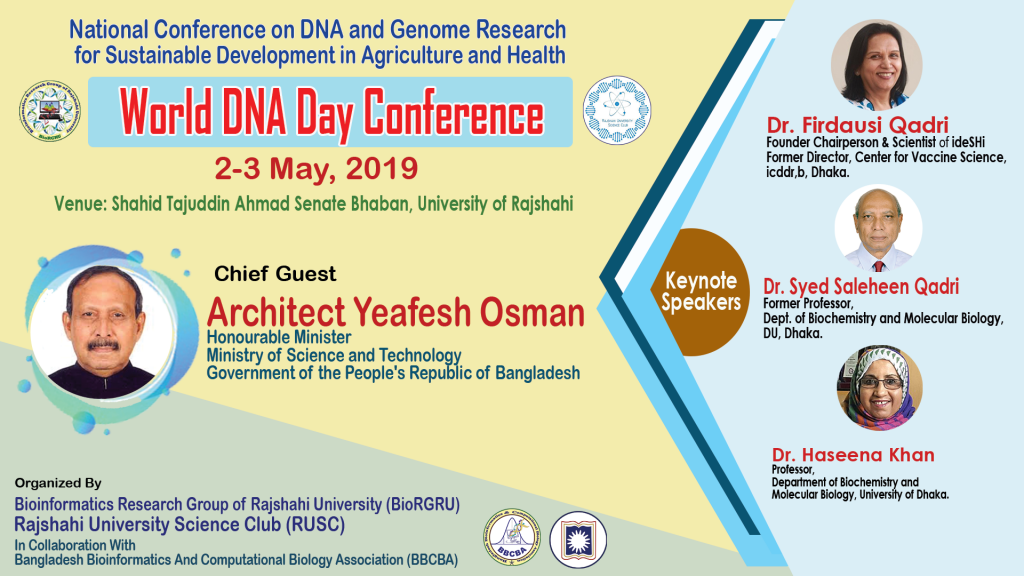 National Conference on DNA and Genome Research
for Sustainable Development in Agriculture and Health
World DNA Day Conference
2-3 May, 2019
Venue: Shahid Tajuddin Ahmad Senate Bhaban, University of Rajshahi
Chief Guest
Architect Yeafesh Osman
Honourable Minister
Ministry of Science and Technology
Government of the People's Republic of Bangladesh
Keynote
Speakers
Dr. Firdausi Qadri
Founder Chairperson & Scientist of ideSHi
Former Director, Center for Vaccine Science,
icddr,b, Dhaka.
Dr. Syed Saleheen Qadri
Former Professor,
Dept. of Biochemistry and Molecular Biology,
DU, Dhaka.
Dr. Haseena Khan
Professor,
Department of Biochemistry and
Molecular Biology, University of Dhaka.
Organized By
Bioinformatics Research Group of Rajshahi University (BioRGRU)
Rajshahi University Science Club (RUSC)
In Collaboration With
Bangladesh Bioinformatics And Computational Biology Association (BBCBA)
BBCBA